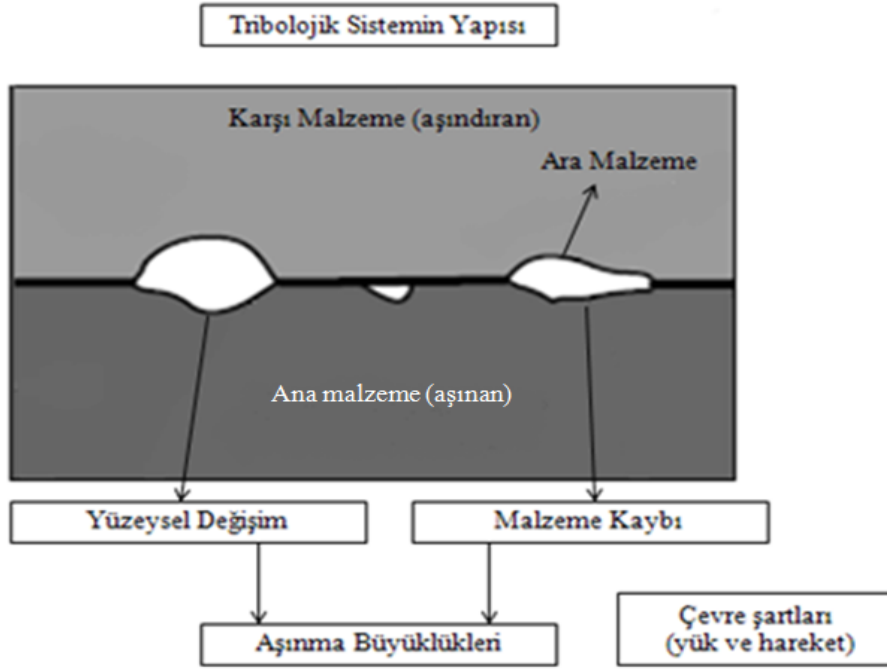 Tribolojik Sistemin Yapısı
Karşı Malzeme (aşındıran)
Ara Malzeme
Ana malzeme (aşınan)
Yüzeysel Değişim
Malzeme Kaybı
Aşınma Büyüklükleri
Çevre şartları
(yük ve hareket)